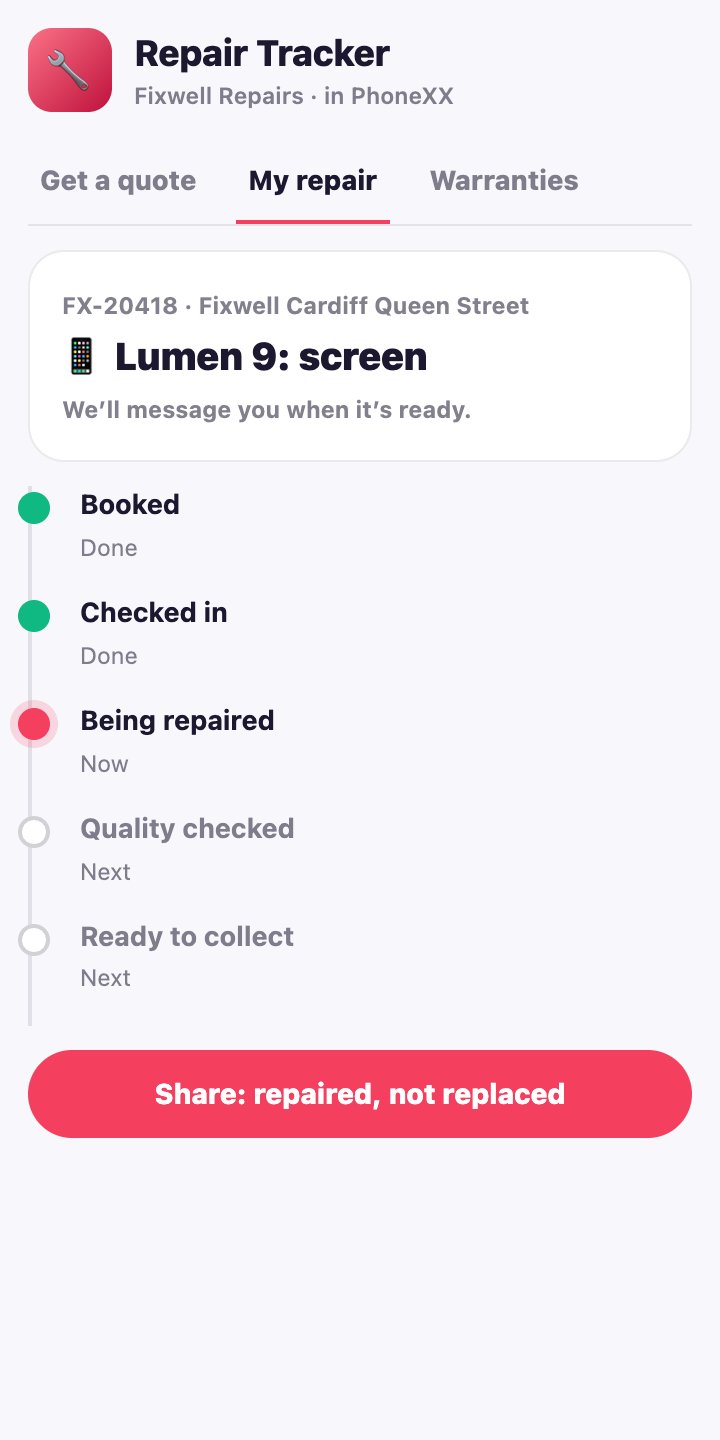 Repair Tracker
Fixwell Repairs · in PhoneXX
Get a quote
My repair
Warranties
FX-20418 · Fixwell Cardiff Queen Street
Lumen 9: screen
We’ll message you when it’s ready.
Booked
Done
Checked in
Done
Being repaired
Now
Quality checked
Next
Ready to collect
Next
Share: repaired, not replaced